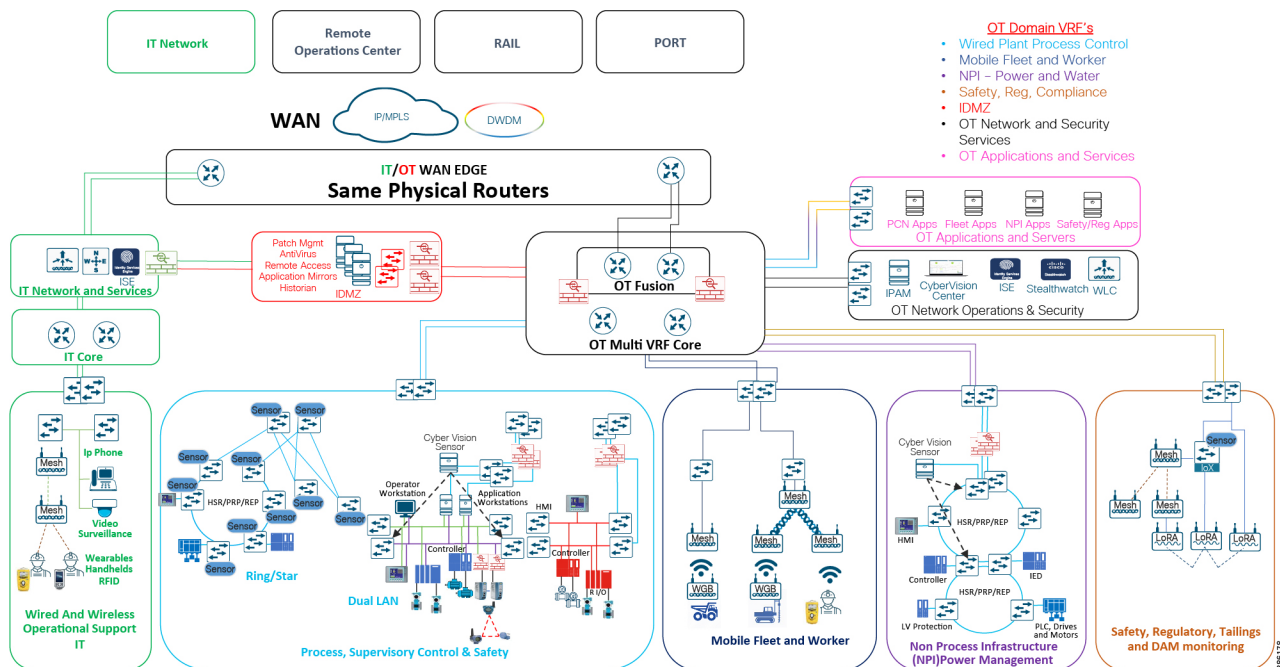 IT Network
Remote
Operations Center
RAIL
PORT
OT Domain VRF's
• Wired Plant Process Control
• Mobile Fleet and Worker
• NPI – Power and Water
• Safety, Reg, Compliance
• IDMZ
• OT Network and Security
Services
• OT Applications and Services
WAN
IP/MPLS
DWDM
IT/OT WAN EDGE
Same Physical Routers
PCN Apps
Fleet Apps
NPI Apps
Safety/Reg Apps
OT Applications and Servers
N
W E
S
Identity Services
Engine
ISE
IT Network and Services
Patch Mgmt
AntiVirus
Remote Access
Application Mirrors
Historian
IDMZ
OT Fusion
OT Multi VRF Core
IPAM
CyberVision
Center
Identity Services
Engine
ISE
Stealthwatch
Stealthwatch
WLC
OT Network Operations & Security
IT Core
Mesh
Mesh
Ip Phone
Video
Surveillance
Wearables
Handhelds
RFID
Wired And Wireless
Operational Support
IT
Sensor
Sensor
Sensor
Sensor
Sensor
Sensor
Sensor
Sensor
Sensor
Sensor
HSR/PRP/REP
Ring/Star
Cyber Vision
Sensor
Operator
Workstation
Application
Workstations
Controller
Dual LAN
HMI
Controller
R I/O
Process, Supervisory Control & Safety
Mesh
Mesh
Mesh
WGB
WGB
Mobile Fleet and Worker
Cyber Vision
Sensor
HSR/PRP/REP
HMI
Controller
IED
HSR/PRP/REP
LV Protection
PLC, Drives
and Motors
Non Process Infrastructure
(NPI)Power Management
Sensor
IoX
Mesh
Mesh
Mesh
LoRA
LoRA
LoRA
Safety, Regulatory, Tailings
and DAM monitoring